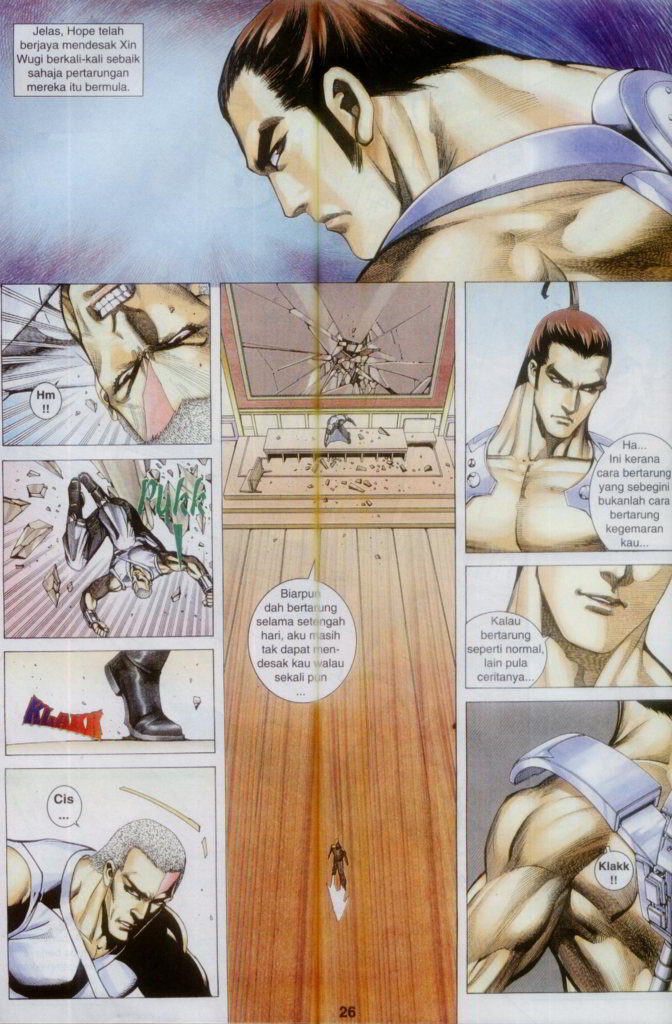 Jelas, Hope telah
berjaya mendesak Xin
Wugi berkali-kali sebaik
sahaja pertarungan
mereka itu bermula.
Hm
!!
Pukk
!
KLAKK
Cis
...
Biarpun
dah bertarung
selama setengah
hari, aku masih
tak dapat men-
desak kau walau
sekali pun
...
Ha...
Ini kerana
cara bertarung
yang sebegini
bukanlah cara
bertarung
kegemaran
kau...
Kalau
bertarung
seperti normal,
lain pula
ceritanya...
Klakk
!!
26